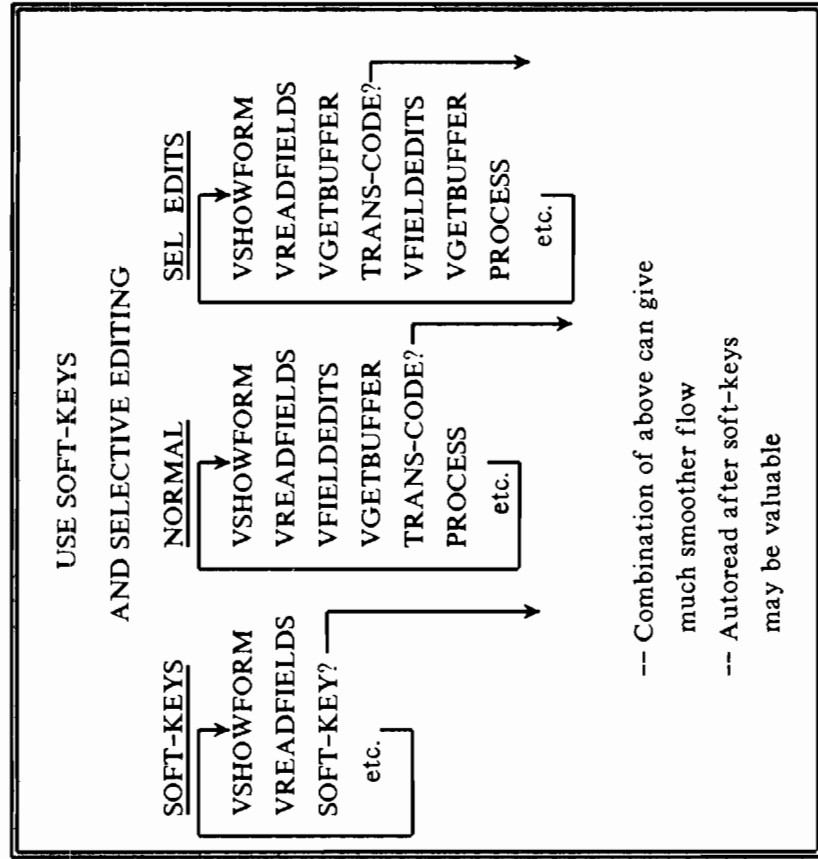 USE SOFT-KEYS
AND SELECTIVE EDITING
SOFT-KEYS
VSHOWFORM
VREADFIELDS
SOFT-KEY?
etc.
NORMAL
VSHOWFORM
VREADFIELDS
VFIELDEDITS
VGETBUFFER
TRANS-CODE?
PROCESS
etc.
SEL EDITS
VSHOWFORM
VREADFIELDS
VGETBUFFER
TRANS-CODE?
VFIELDEDITS
VGETBUFFER
PROCESS
etc.
-- Combination of above can give
much smoother flow
-- Autoread after soft-keys
may be valuable